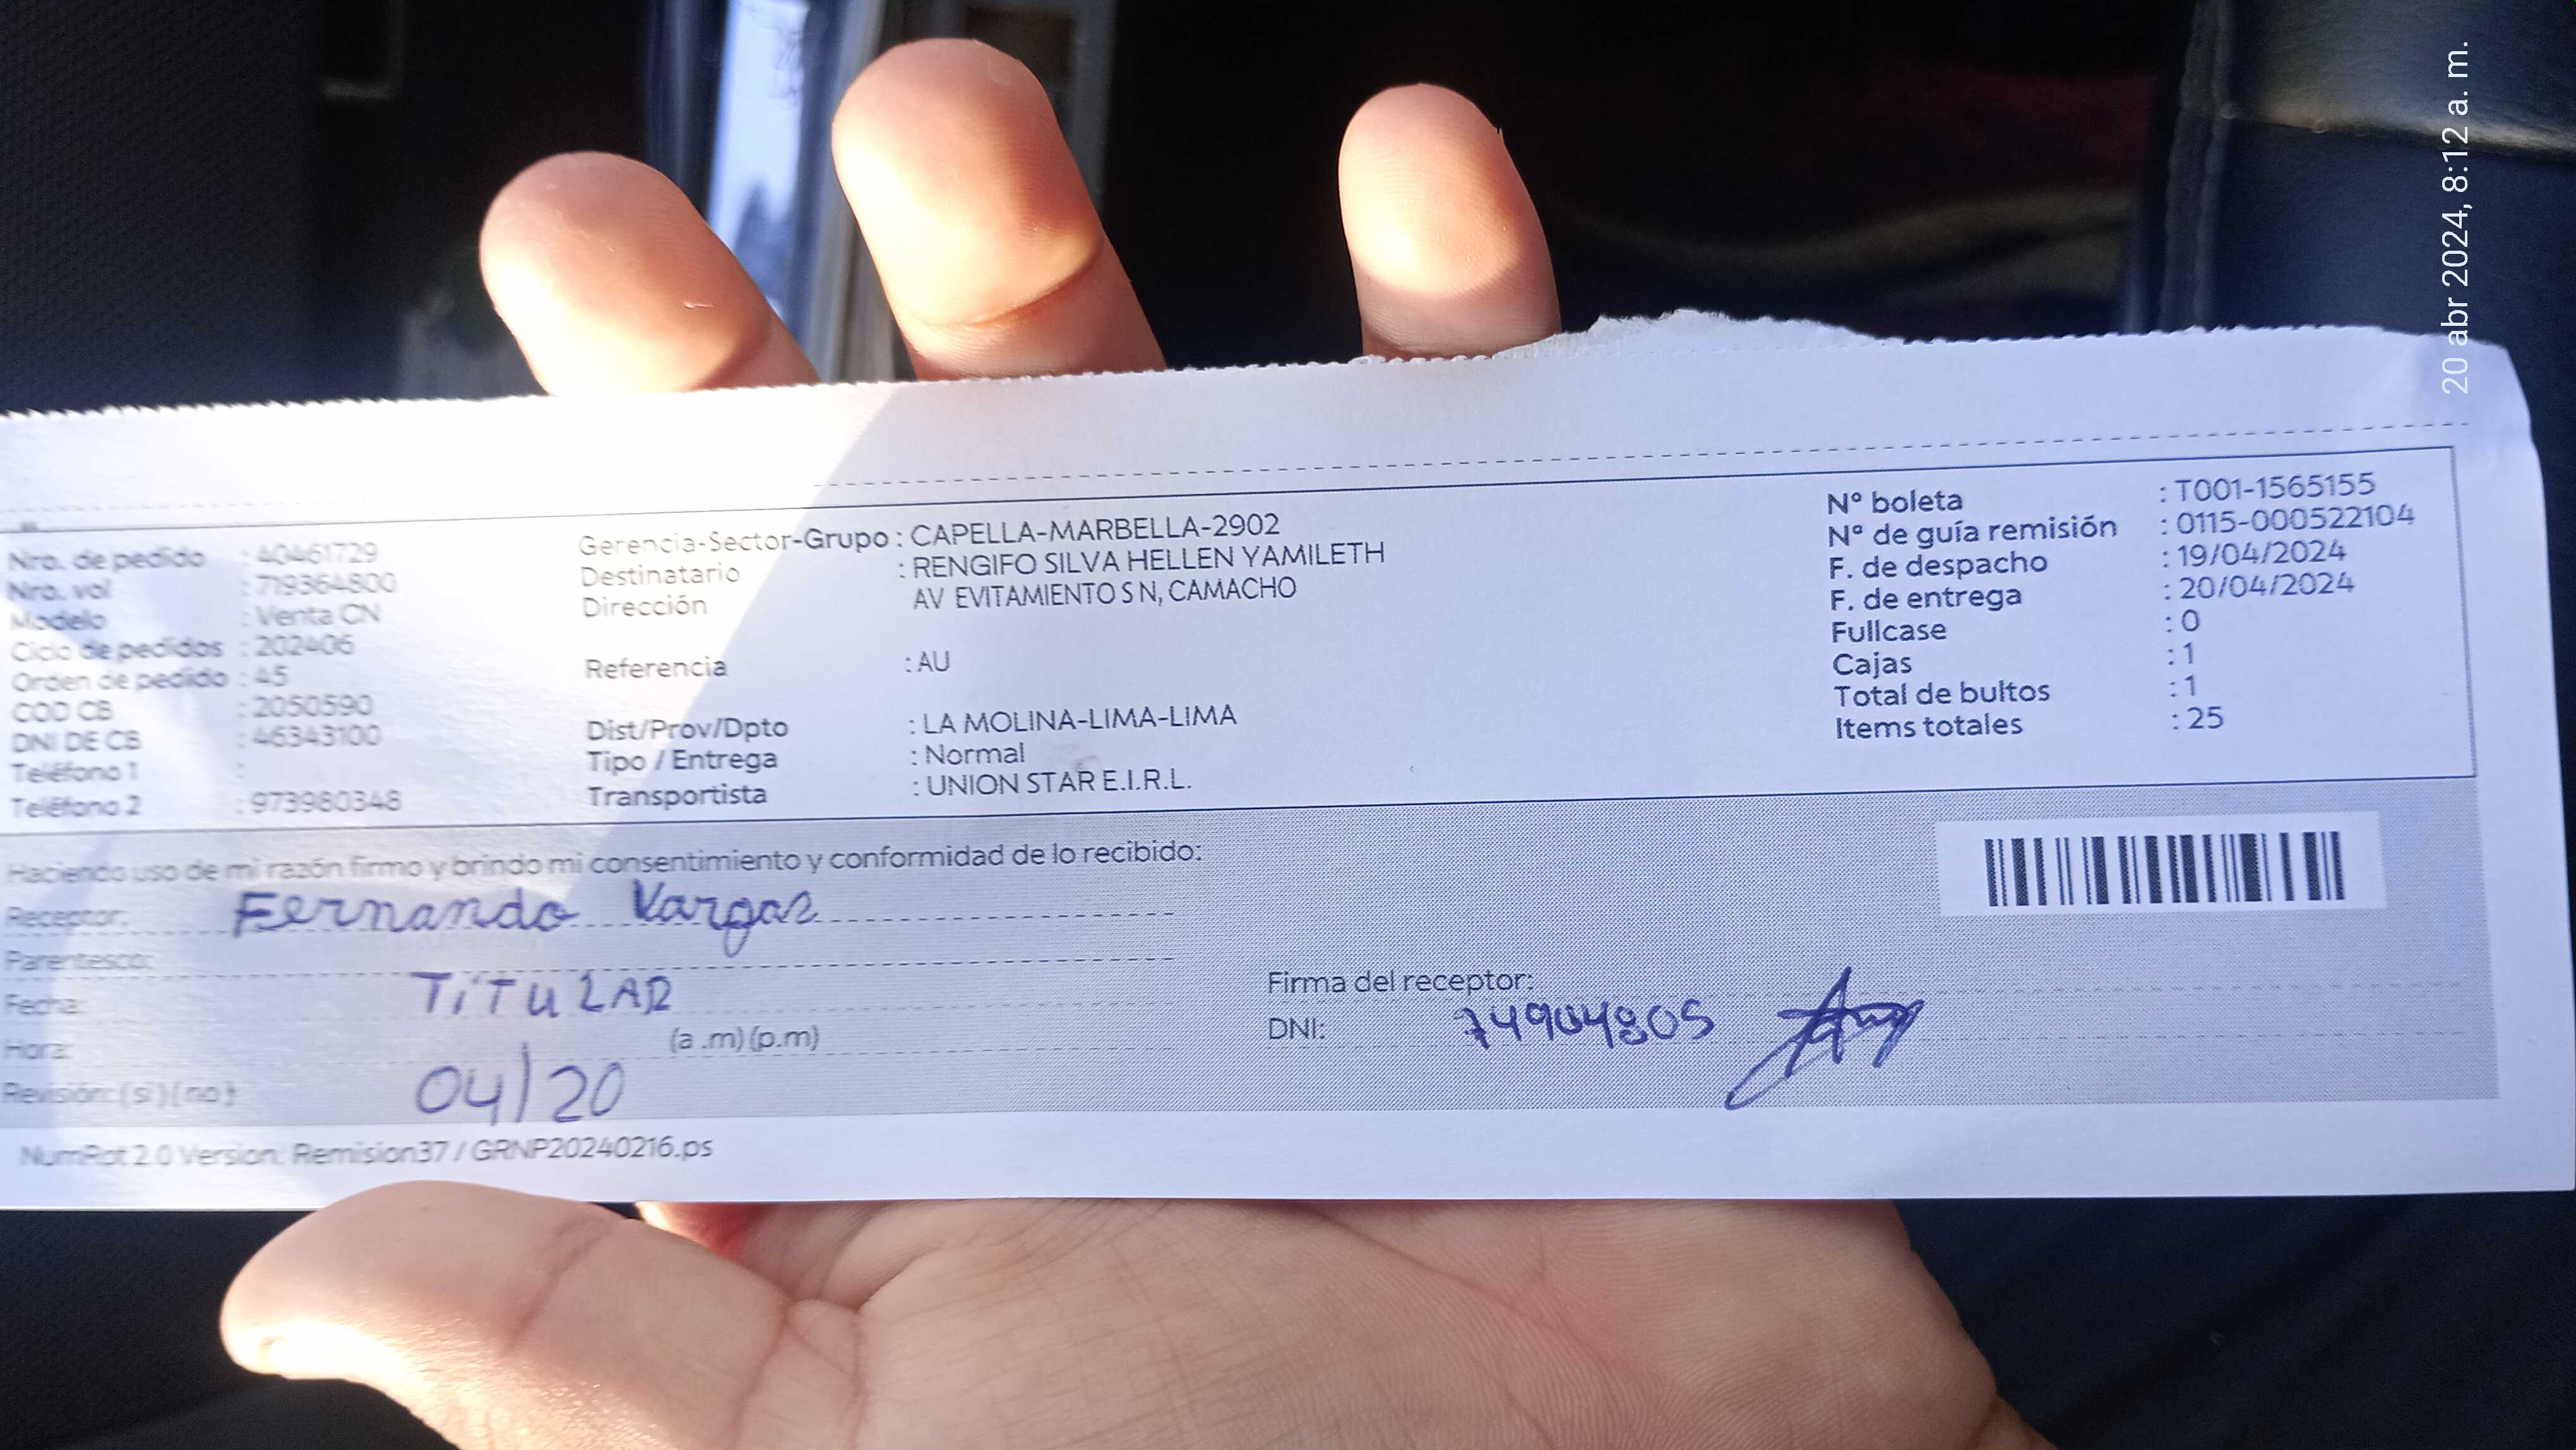 Nro. de pedido : 40461729
Nro. vol : 719364800
Modelo : Venta CN
Ciclo de pedidos : 202406
Orden de pedido : 45
COD CB : 2050590
DNI DE CB : 46343100
Teléfono 1 :
Teléfono 2 : 973980348
Gerencia-Sector-Grupo : CAPELLA-MARBELLA-2902
Destinatario : RENGIFO SILVA HELLEN YAMILETH
Dirección AV EVITAMIENTO S N, CAMACHO
Referencia : AU
Dist/Prov/Dpto : LA MOLINA-LIMA-LIMA
Tipo / Entrega : Normal
Transportista : UNION STAR E.I.R.L.
Nº boleta : T001-1565155
Nº de guía remisión : 0115-000522104
F. de despacho : 19/04/2024
F. de entrega : 20/04/2024
Fullcase : 0
Cajas : 1
Total de bultos : 1
Items totales : 25
Haciendo uso de mi razón firmo y brindo mi consentimiento y conformidad de lo recibido:
Receptor: Fernando Vargas
Parentesco:
Fecha: TiTULAR
Hora: (a .m) (p.m)
Revisión: (si) (no) 04/20
Firma del receptor:
DNI: 74904805
NumRot 2.0 Version: Remision37 / GRNP20240216.ps
20 abr 2024, 8:12 a. m.